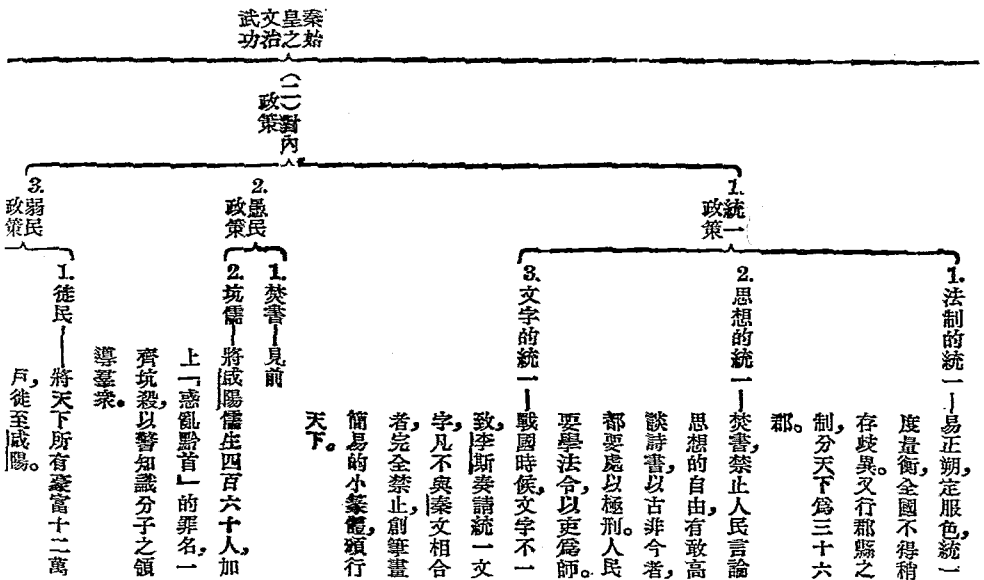 秦始
皇之
文治
武功
(二)對內
政策
1.統一
政策
1.法制的統一—易正朔,定服色,統一
度量衡,全國不得稍
存歧異。又行郡縣之
制,分天下爲三十六
郡。
2.思想的統一—焚書,禁止人民言論
思想的自由,有敢高
談詩書,以古非今者,
都要處以極刑。人民
要學法令,以吏爲師。
3.文字的統一—戰國時候,文字不一
致,李斯奏請統一文
字,凡不與秦文相合
者,完全禁止,創筆畫
簡易的小篆體,頒行
天下。
2.愚民
政策
1.焚書—見前
2.坑儒—將咸陽儒生四百六十人,加
上「惑亂黔首」的罪名,一
齊坑殺,以警知識分子之領
導羣衆。
3.弱民
政策
1.徙民—將天下所有豪富十二萬
戶,徙至咸陽。